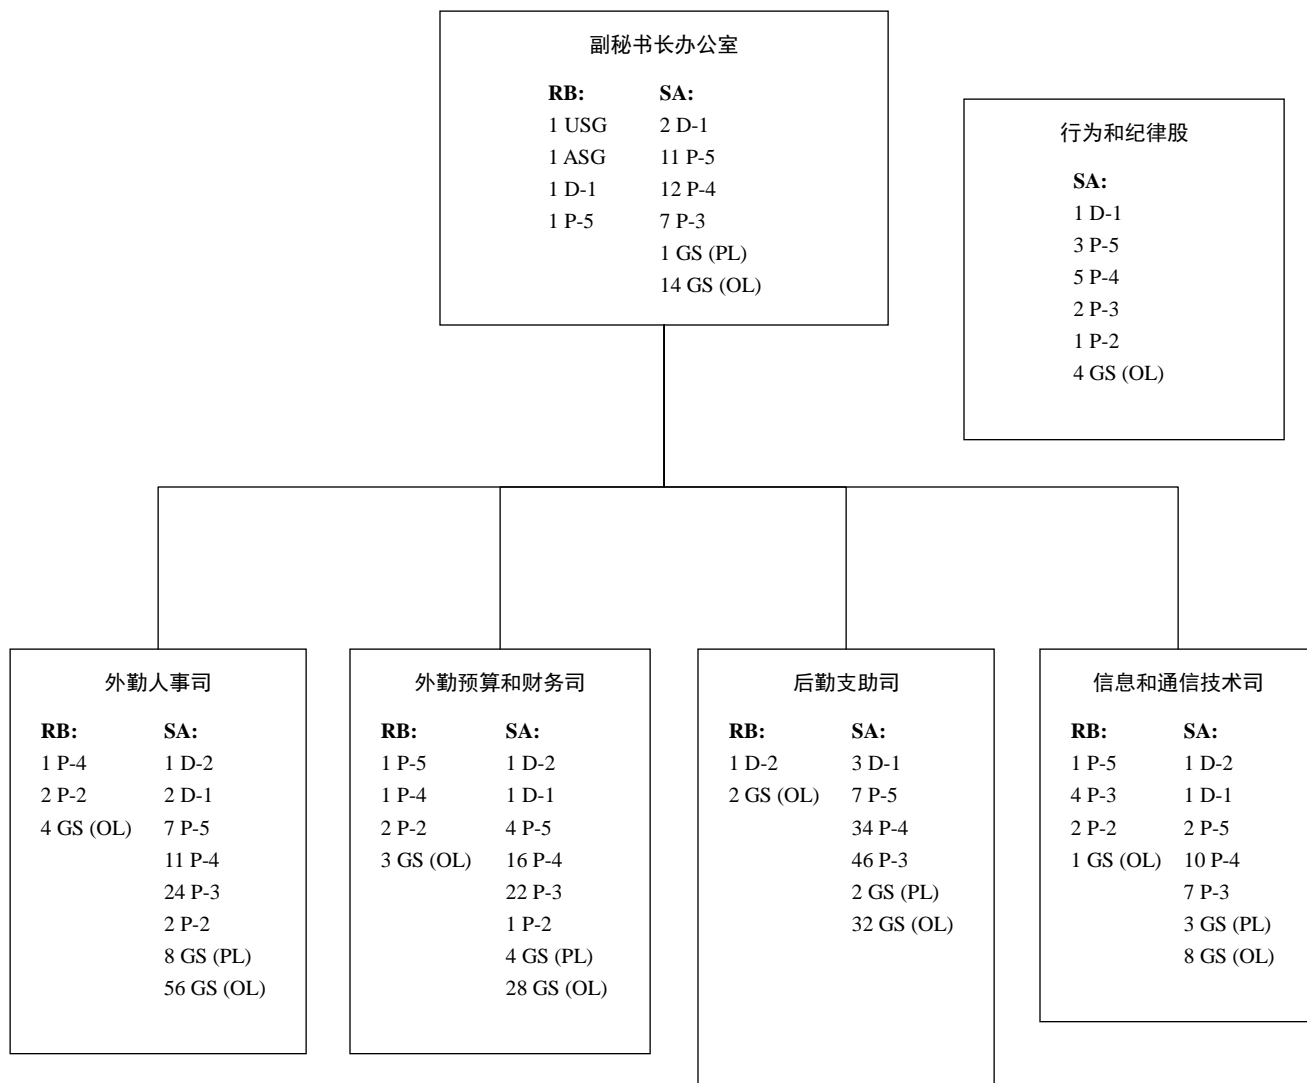 副秘书长办公室
RB: SA:
1 USG 2 D-1
1 ASG 11 P-5
1 D-1 12 P-4
1 P-5 7 P-3
1 GS (PL)
14 GS (OL)
行为和纪律股
SA:
1 D-1
3 P-5
5 P-4
2 P-3
1 P-2
4 GS (OL)
外勤人事司
RB: SA:
1 P-4 1 D-2
2 P-2 2 D-1
4 GS (OL) 7 P-5
11 P-4
24 P-3
2 P-2
8 GS (PL)
56 GS (OL)
外勤预算和财务司
RB: SA:
1 P-5 1 D-2
1 P-4 1 D-1
2 P-2 4 P-5
3 GS (OL) 16 P-4
22 P-3
1 P-2
4 GS (PL)
28 GS (OL)
后勤支助司
RB: SA:
1 D-2 3 D-1
2 GS (OL) 7 P-5
34 P-4
46 P-3
2 GS (PL)
32 GS (OL)
信息和通信技术司
RB: SA:
1 P-5 1 D-2
4 P-3 1 D-1
2 P-2 2 P-5
1 GS (OL) 10 P-4
7 P-3
3 GS (PL)
8 GS (OL)